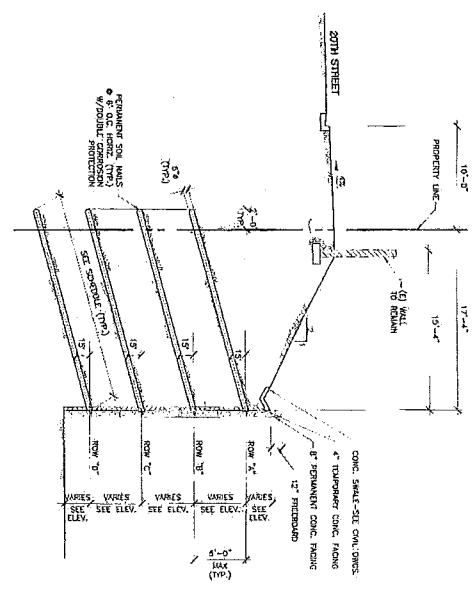 20TH STREET
PROPERTY LINE
10'-0"
17'-4"
15'-4"
(E) WALL
TO REMAIN
2
1
PERMANENT SOIL NAILS
@ 6' O.C. HORIZ. (TYP.)
W/DOUBLE CORROSION
PROTECTION
(TYP.)
(TYP.)
SEE SCHEDULE (TYP.)
15°
15°
15°
15°
CONC. SWALE-SEE CIVIL DWGS.
4" TEMPORARY CONC. FACING
8" PERMANENT CONC. FACING
12" FREEBOARD
ROW "A"
ROW "B"
ROW "C"
ROW "D"
VARIES
SEE
ELEV.
VARIES
SEE ELEV.
VARIES
SEE ELEV.
VARIES
SEE ELEV.
VARIES
SEE ELEV.
5'-0"
MAX
(TYP.)